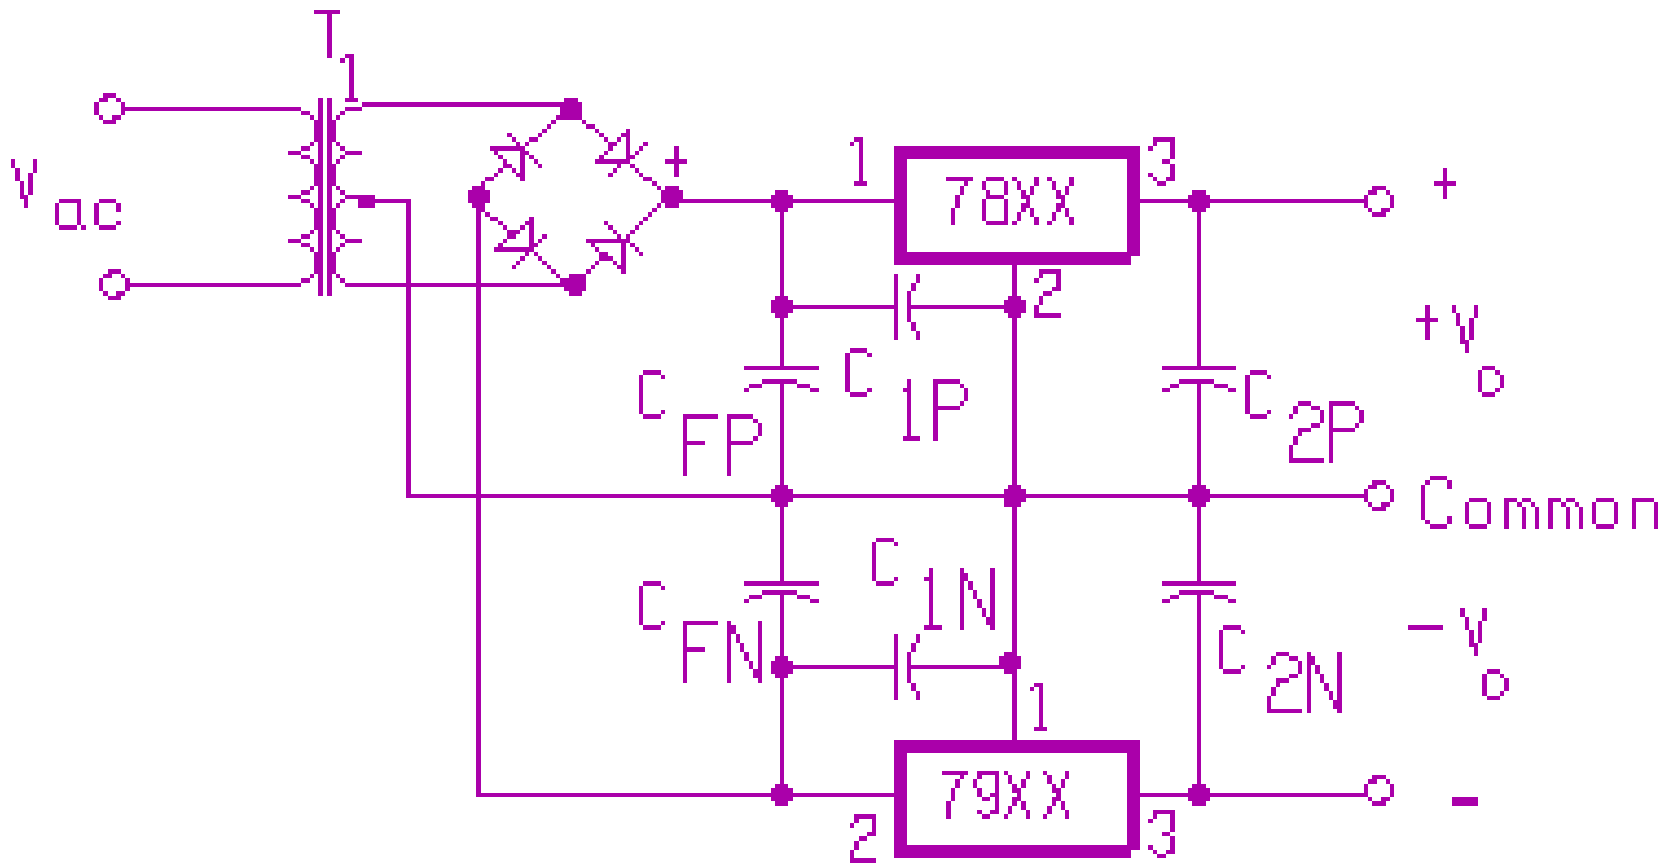 T1
Vac
+
1
78XX
3
+
2
+Vo
CFP
C1P
C2P
Common
CFN
C1N
C2N
-Vo
1
79XX
2
3
-